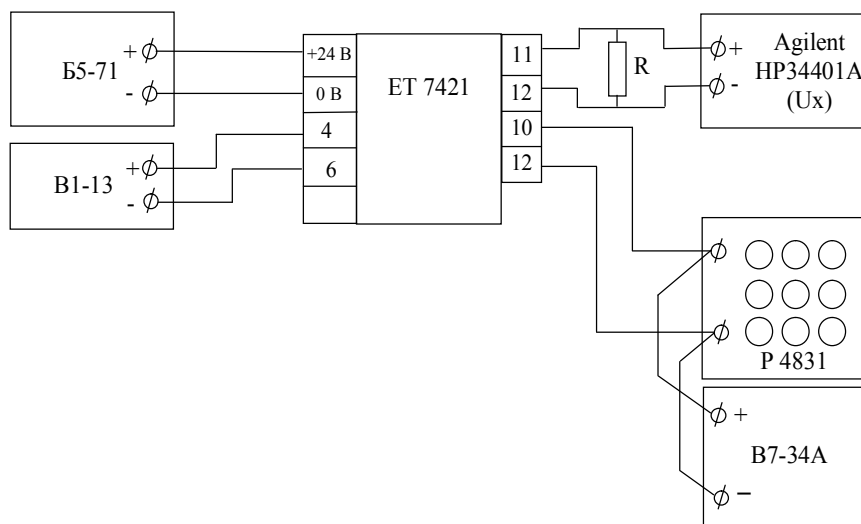 Б5-71
+
-
В1-13
+
-
+24 В
0 В
4
6
ЕТ 7421
11
12
10
12
R
+
-
Agilent
HP34401A
(Ux)
Р 4831
+
−
В7-34А